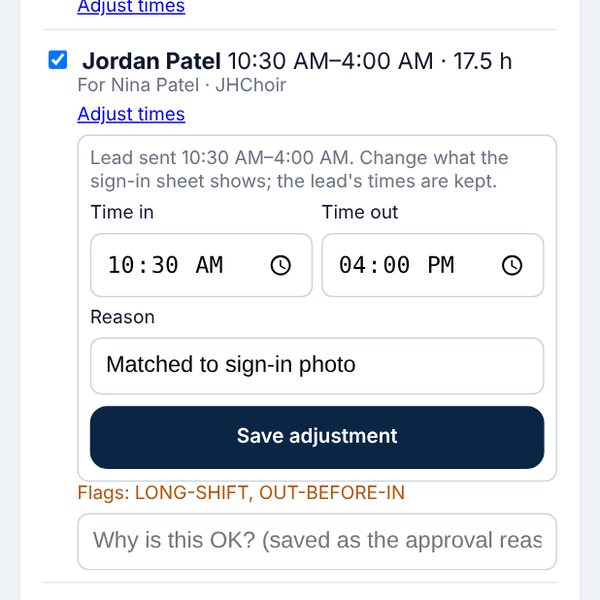 Adjust times
Jordan Patel 10:30 AM–4:00 AM · 17.5 h
For Nina Patel · JHChoir
Adjust times
Lead sent 10:30 AM–4:00 AM. Change what the
sign-in sheet shows; the lead's times are kept.
Time in
Time out
10:30 AM
04:00 PM
Reason
Matched to sign-in photo
Save adjustment
Flags: LONG-SHIFT, OUT-BEFORE-IN
Why is this OK? (saved as the approval reas